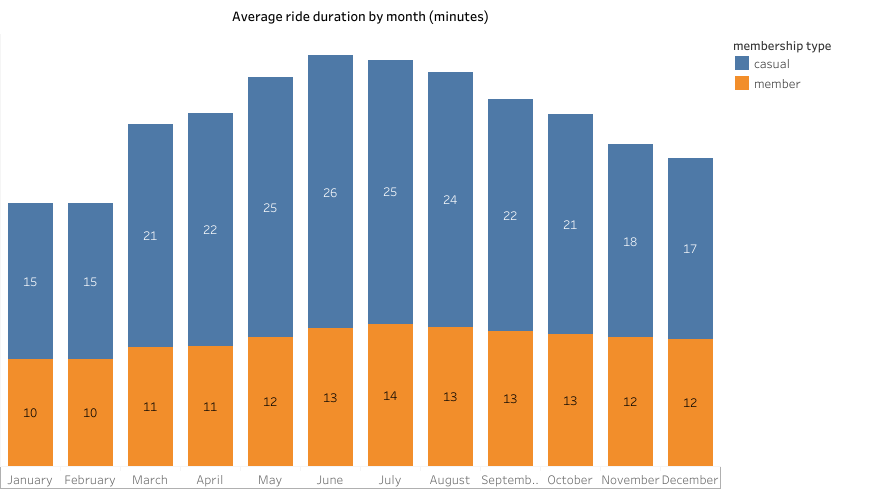 Average ride duration by month (minutes)
membership type
casual
member
15 15 21 22 25 26 25 24 22 21 18 17
10 10 11 11 12 13 14 13 13 13 12 12
January February March April May June July August Septemb.. October November December